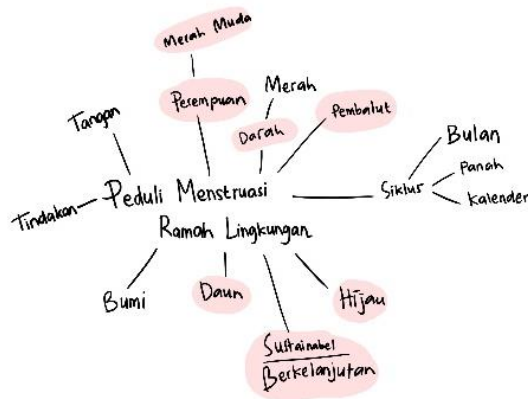 Merah Muda
Perempuan
Merah
Darah
Pembalut
Tangan
Tindakan
Peduli Menstruasi
Ramah Lingkungan
Siklus
Bulan
Panah
Kalender
Bumi
Daun
Hijau
Sustainabel
Berkelanjutan